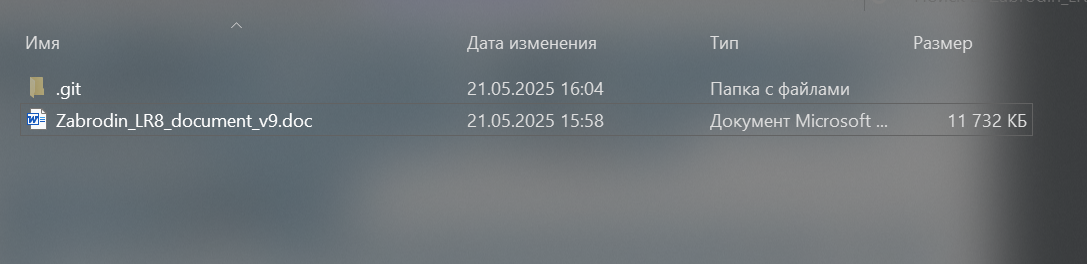 Имя Дата изменения Тип Размер
.git 21.05.2025 16:04 Папка с файлами
Zabrodin_LR8_document_v9.doc 21.05.2025 15:58 Документ Microsoft ... 11 732 КБ